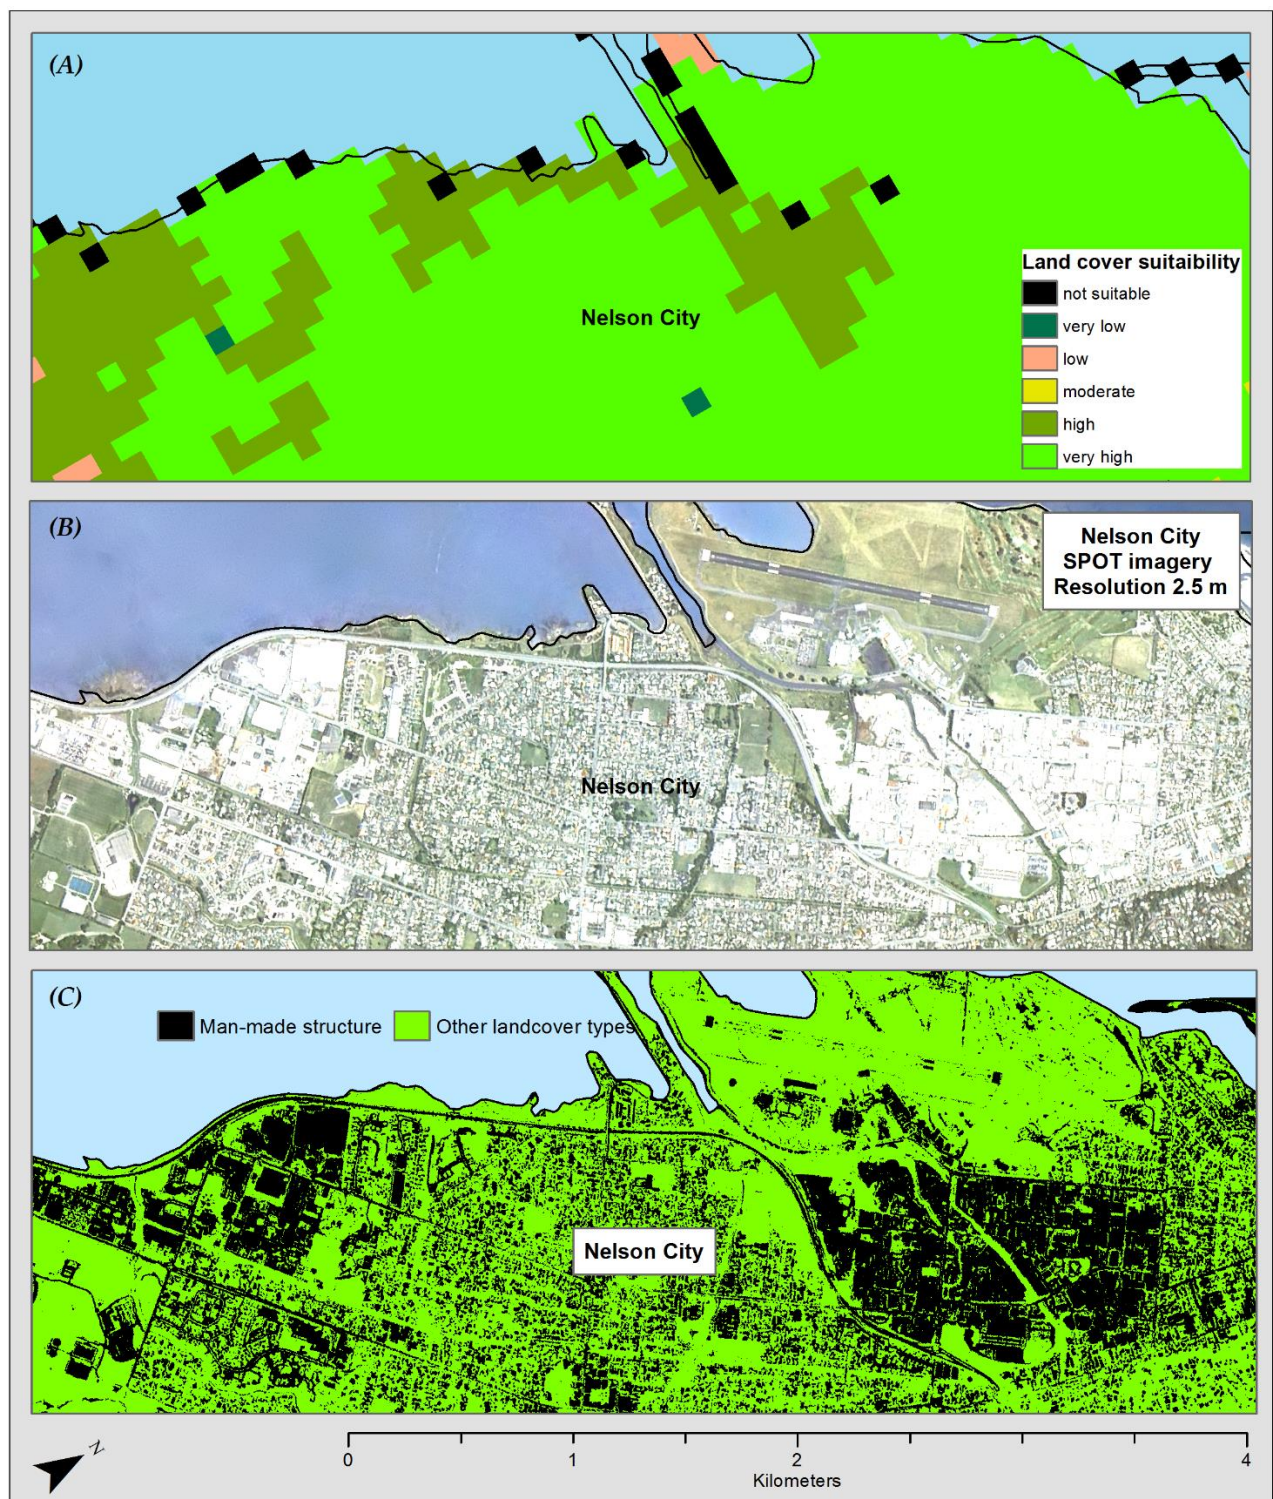 (A)
Nelson City
Land cover suitaibility
not suitable
very low
low
moderate
high
very high
(B)
Nelson City
SPOT imagery
Resolution 2.5 m
Nelson City
(C)
Man-made structure
Other landcover types
Nelson City
N
0 1 2 4
Kilometers